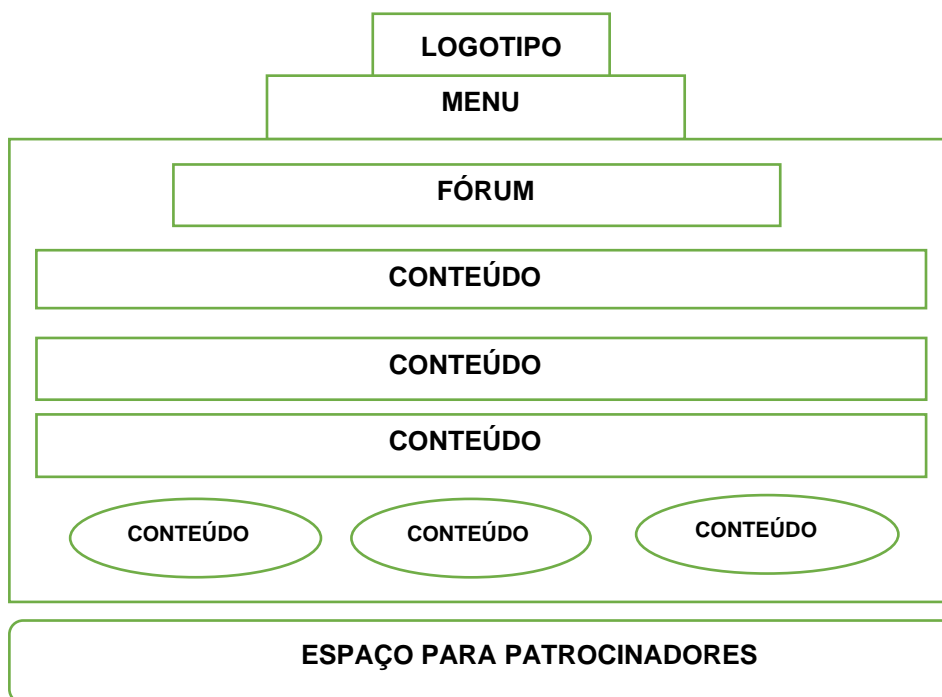 LOGOTIPO
MENU
FÓRUM
CONTEÚDO
CONTEÚDO
CONTEÚDO
CONTEÚDO CONTEÚDO CONTEÚDO
ESPAÇO PARA PATROCINADORES